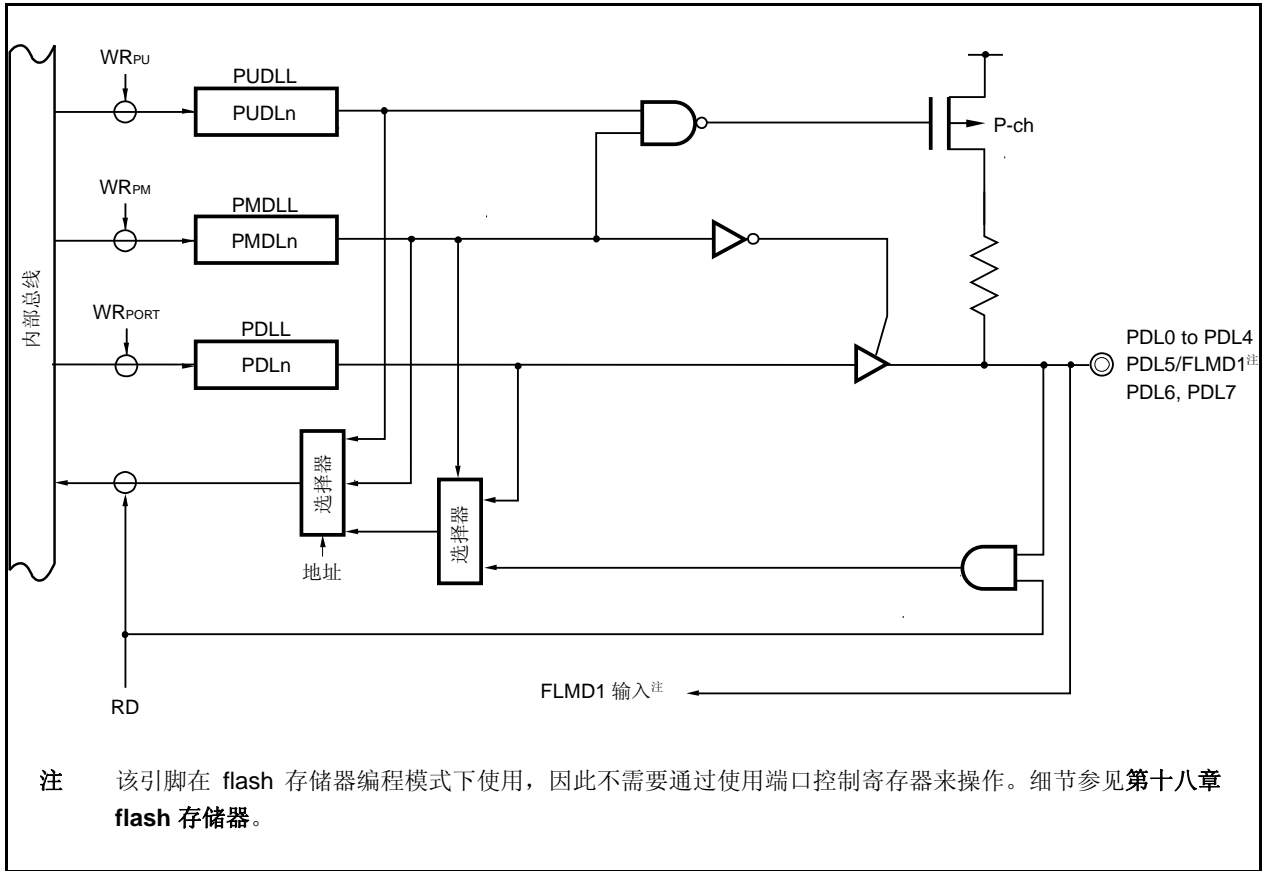 WRPU
PUDLL
PUDLn
P-ch
WRPM
PMDLL
PMDLn
内部总线
WRPORT
PDLL
PDLn
PDL0 to PDL4
PDL5/FLMD1注
PDL6, PDL7
选择器
选择器
地址
FLMD1 输入注
RD
注 该引脚在 flash 存储器编程模式下使用，因此不需要通过使用端口控制寄存器来操作。细节参见第十八章
flash 存储器。